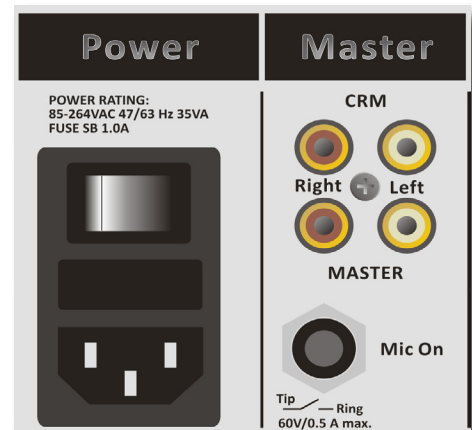 Power
POWER RATING:
85-264VAC 47/63 Hz 35VA
FUSE SB 1.0A
Master
CRM
Right
Left
MASTER
Mic On
Tip
Ring
60V/0.5 A max.